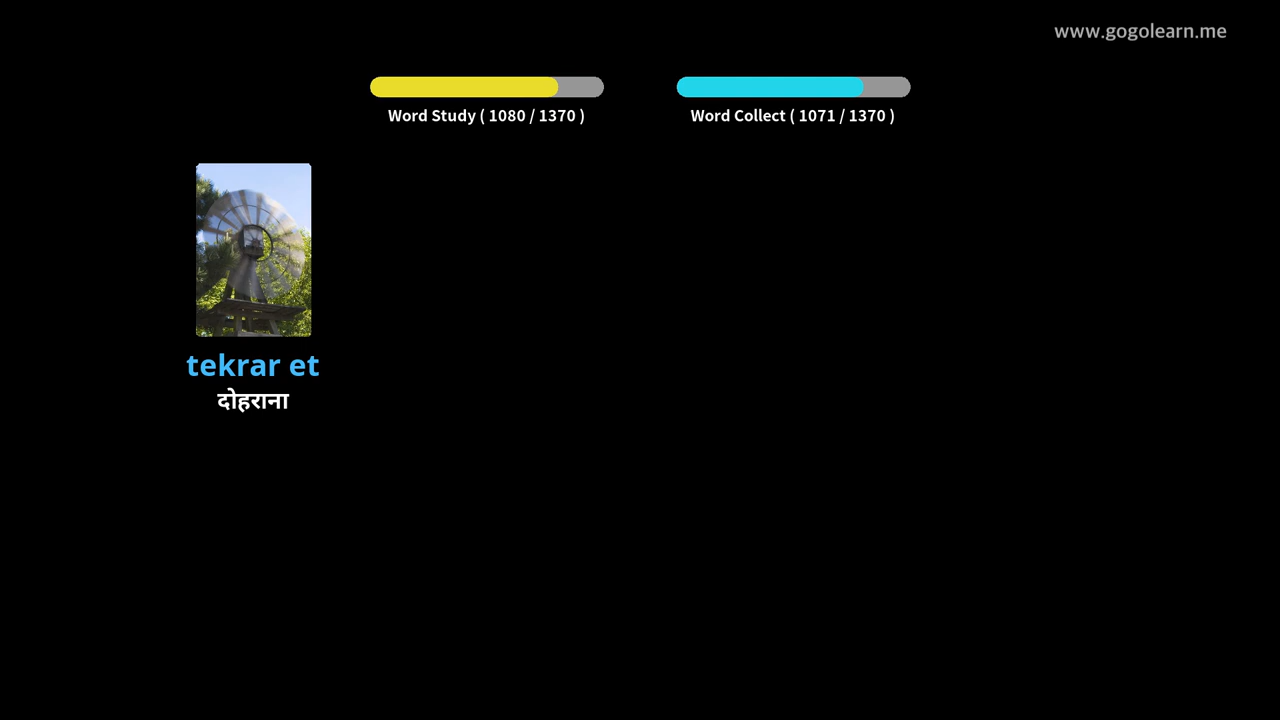 www.gogolearn.me
Word Study ( 1080 / 1370 )
Word Collect ( 1071 / 1370 )
tekrar et
दोहराना